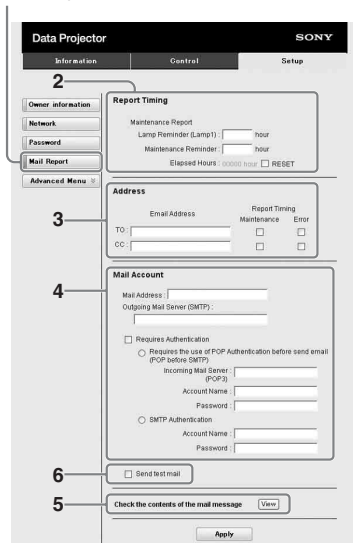 Data Projector
SONY
Information
Control
Setup
2
Owner information
Network
Password
Mail Report
Advanced Menu
Report Timing
Maintenance Report
Lamp Reminder (Lamp1) : hour
Maintenance Reminder : hour
Elapsed Hours : 00000 hour RESET
3
Address
Email Address
Report Timing
Maintenance Error
TO :
CC :
4
Mail Account
Mail Address :
Outgoing Mail Server (SMTP) :
Requires Authentication
Requires the use of POP Authentication before send email
(POP before SMTP)
Incoming Mail Server :
(POP3)
Account Name :
Password :
SMTP Authentication
Account Name :
Password :
6
Send test mail
5
Check the contents of the mail message View
Apply